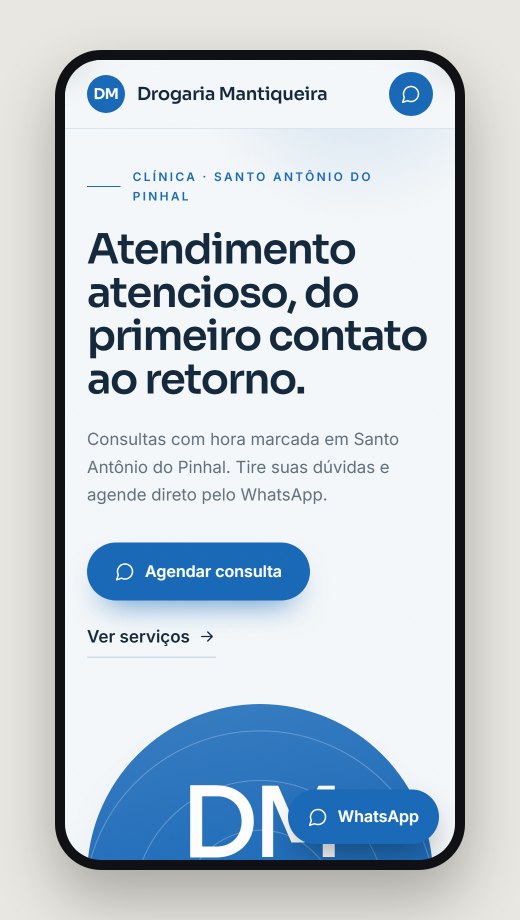 DM Drogaria Mantiqueira
CLÍNICA · SANTO ANTÔNIO DO
PINHAL
Atendimento
atencioso, do
primeiro contato
ao retorno.
Consultas com hora marcada em Santo
Antônio do Pinhal. Tire suas dúvidas e
agende direto pelo WhatsApp.
Agendar consulta
Ver serviços →
DM
WhatsApp